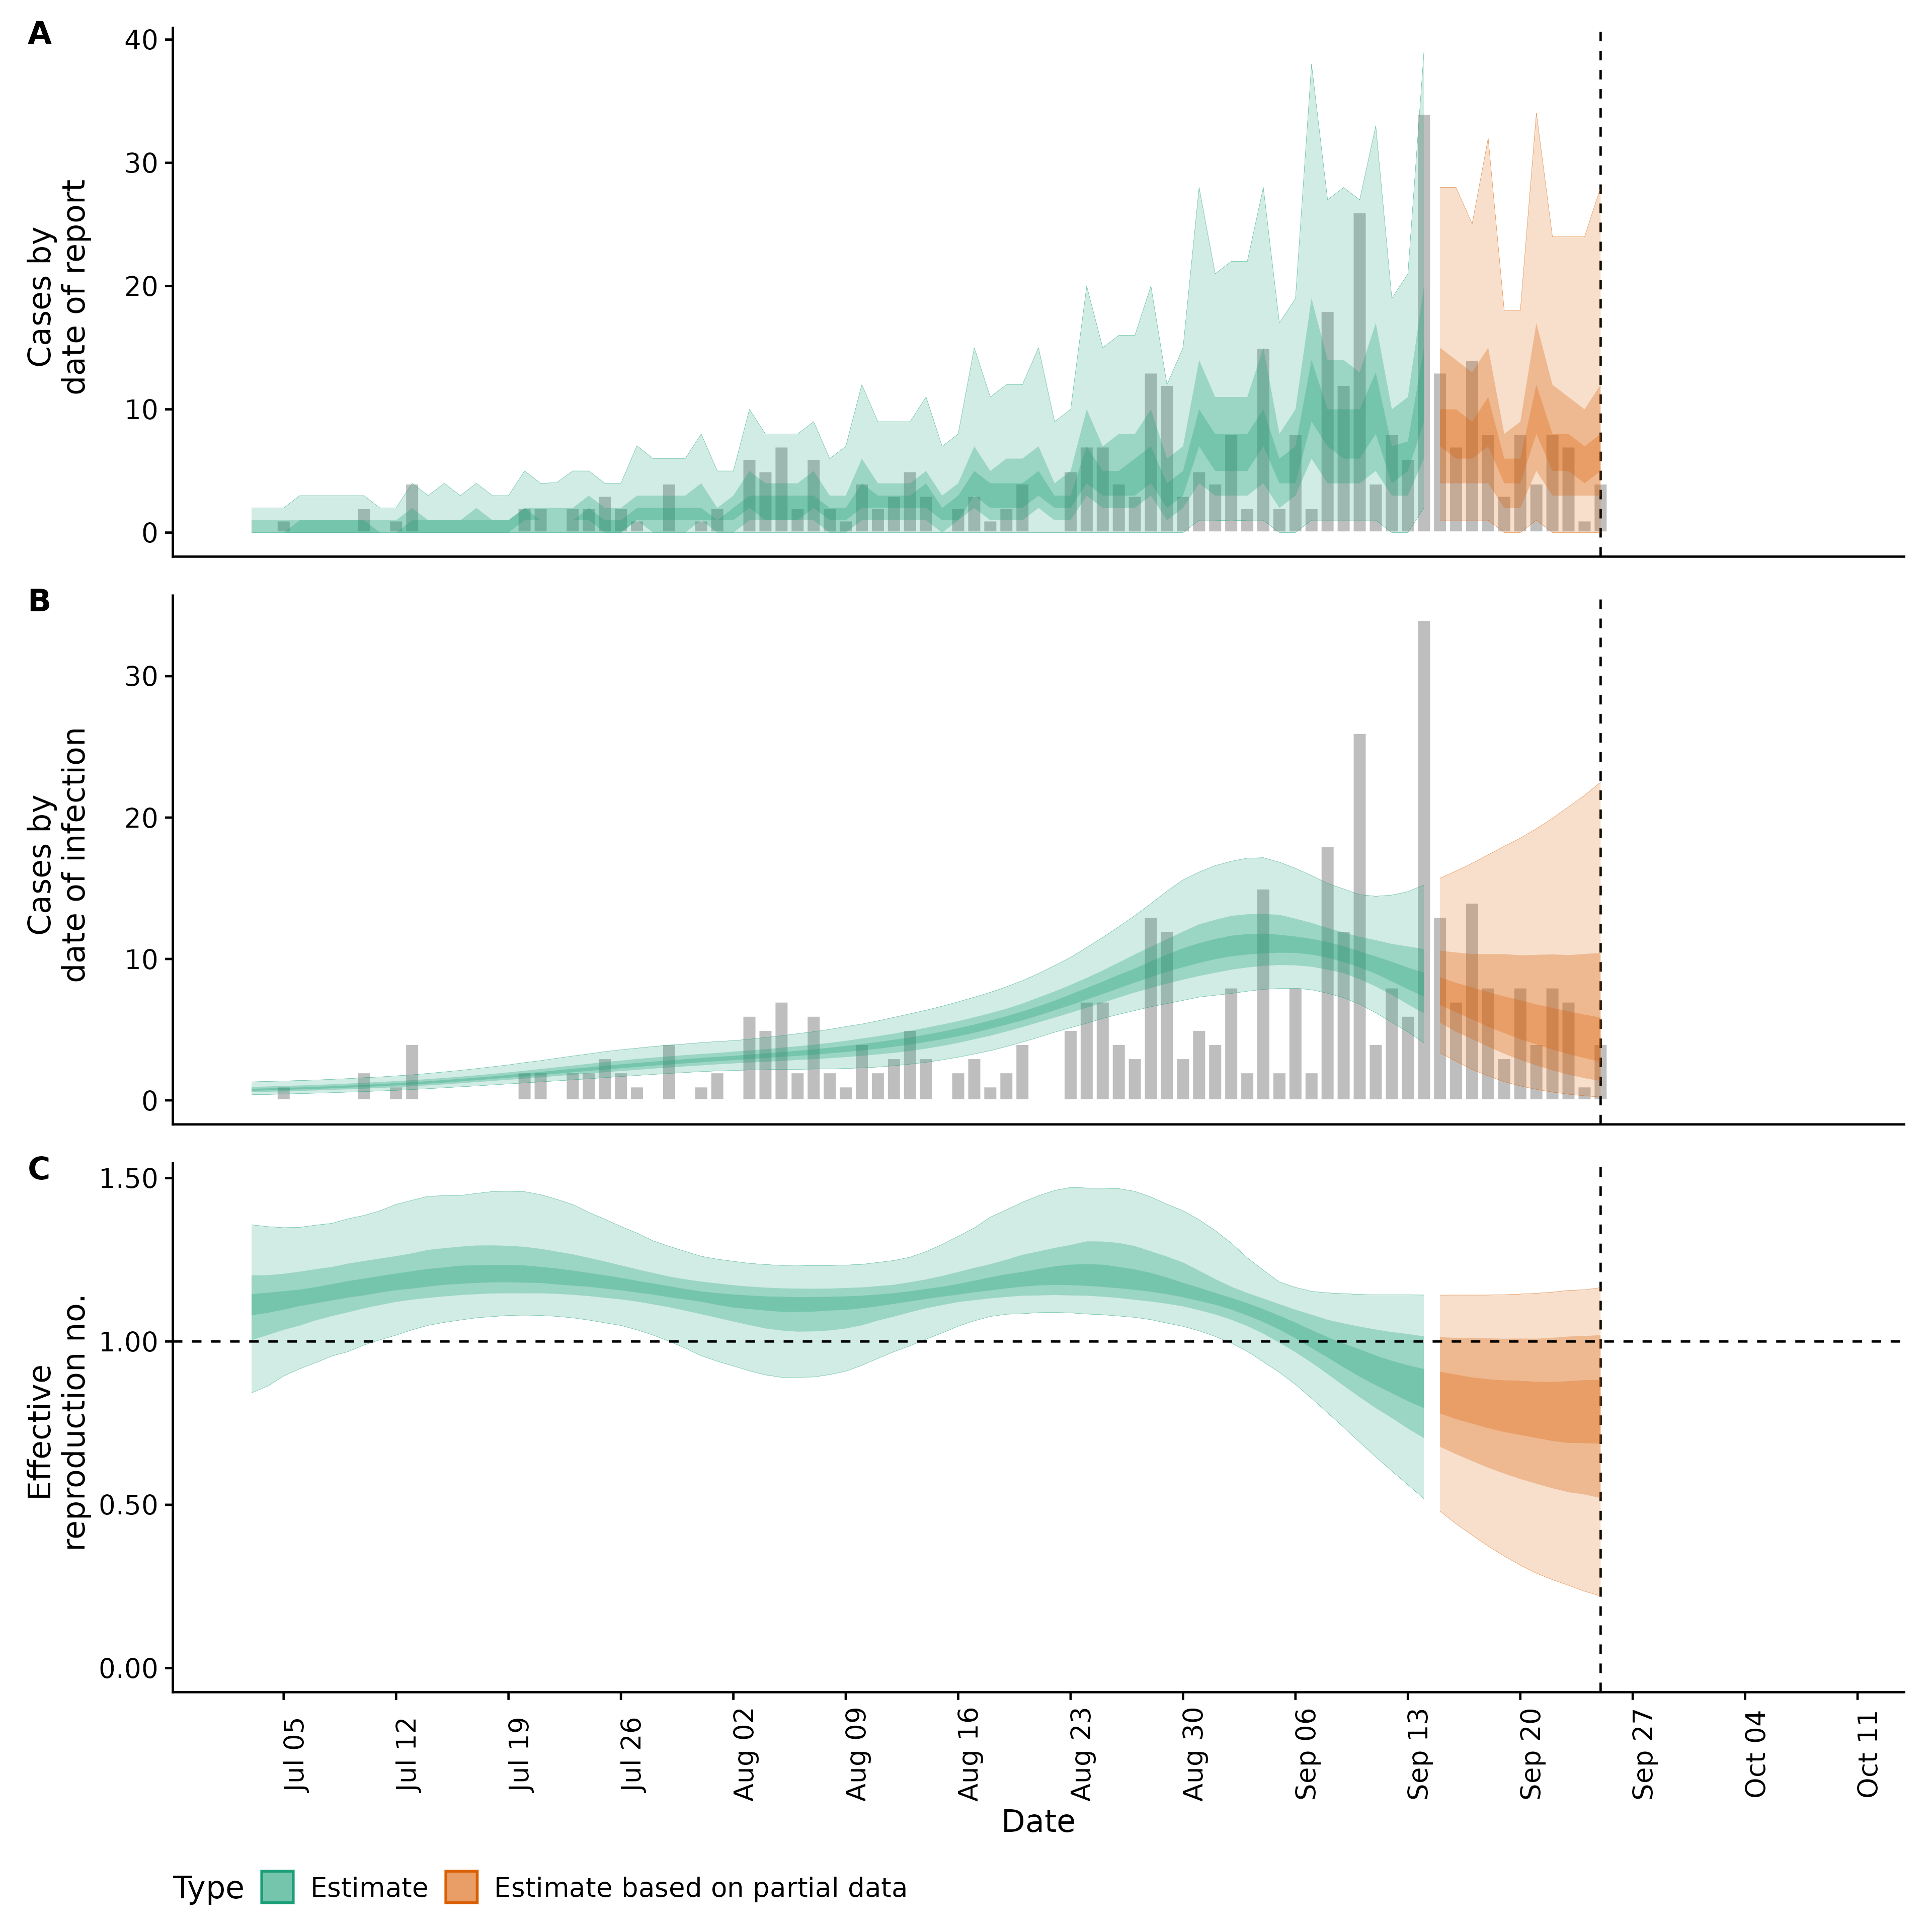 A
40
30
20
10
0
Cases by
date of report
B
30
20
10
0
Cases by
date of infection
C
1.50
1.00
0.50
0.00
Effective
reproduction no.
Jul 05
Jul 12
Jul 19
Jul 26
Aug 02
Aug 09
Aug 16
Aug 23
Aug 30
Sep 06
Sep 13
Sep 20
Sep 27
Oct 04
Oct 11
Date
Type Estimate Estimate based on partial data